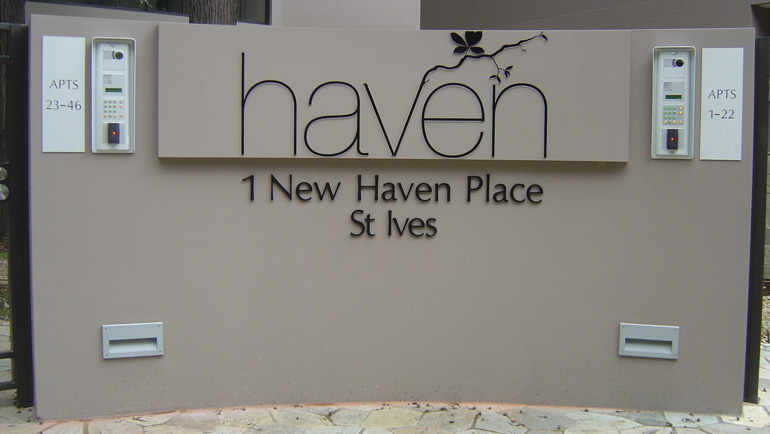 APTS
23-46
haven
APTS
1-22
1 New Haven Place
St Ives